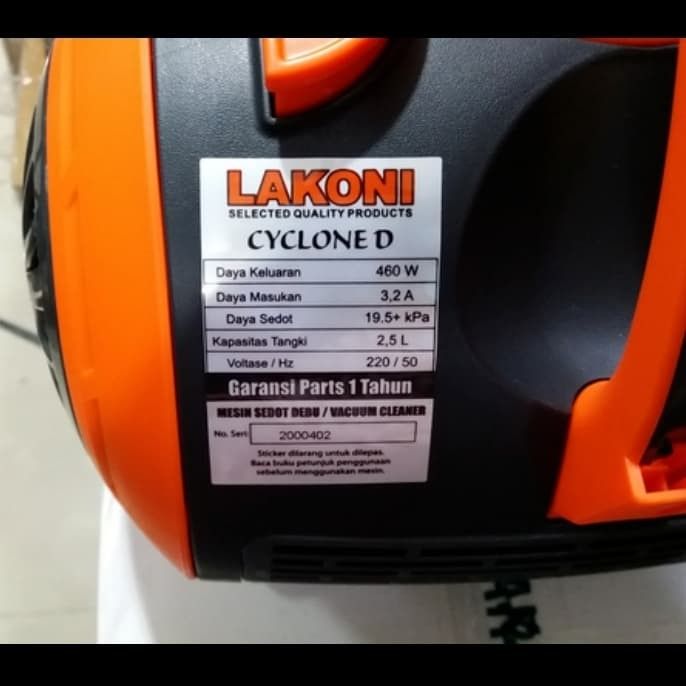 LAKONI
SELECTED QUALITY PRODUCTS
CYCLONE D
Daya Keluaran 460 W
Daya Masukan 3,2 A
Daya Sedot 19.5+ kPa
Kapasitas Tangki 2,5 L
Voltase / Hz 220 / 50
Garansi Parts 1 Tahun
MESIN SEDOT DEBU / VACUUM CLEANER
No. Seri: 2000402
Sticker dilarang untuk dilepas.
Baca buku petunjuk penggunaan
sebelum menggunakan mesin.